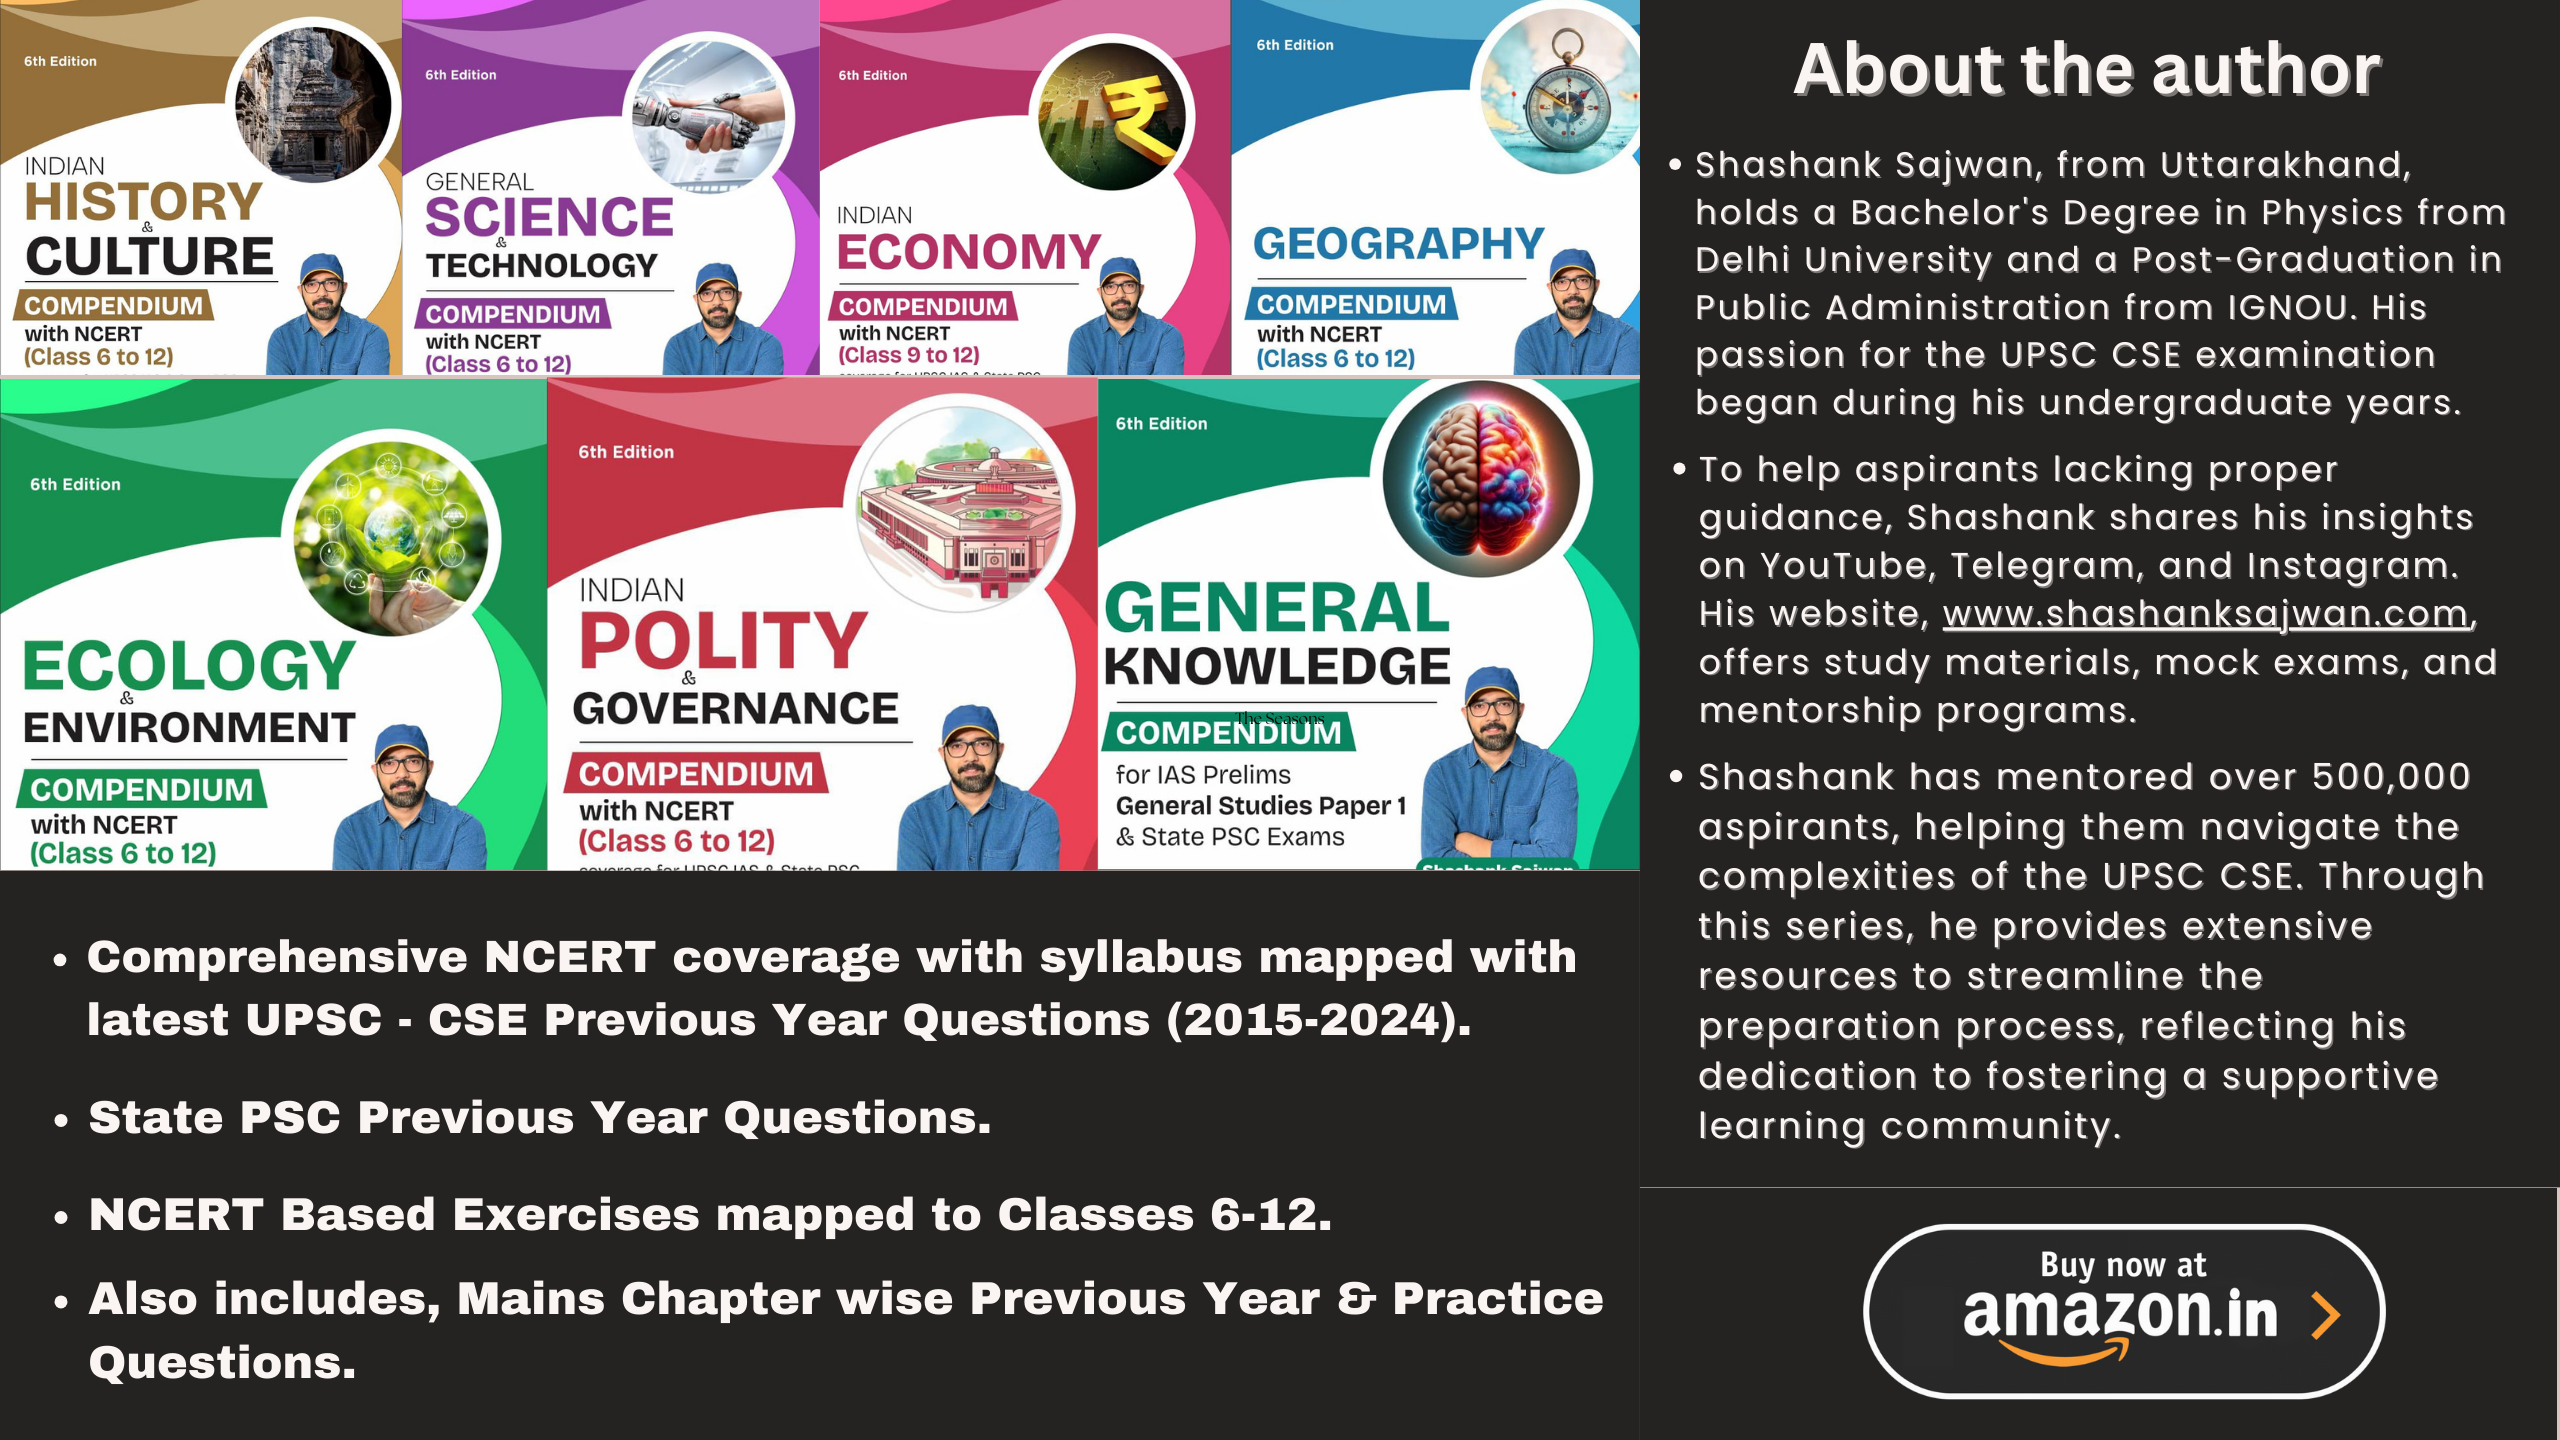 6th Edition
INDIAN
HISTORY
&
CULTURE
COMPENDIUM
with NCERT
(Class 6 to 12)
6th Edition
GENERAL
SCIENCE
&
TECHNOLOGY
COMPENDIUM
with NCERT
(Class 6 to 12)
6th Edition
INDIAN
ECONOMY
COMPENDIUM
with NCERT
(Class 9 to 12)
coverage for UPSC IAS & State PSC
6th Edition
GEOGRAPHY
COMPENDIUM
with NCERT
(Class 6 to 12)
6th Edition
ECOLOGY
&
ENVIRONMENT
COMPENDIUM
with NCERT
(Class 6 to 12)
6th Edition
INDIAN
POLITY
&
GOVERNANCE
COMPENDIUM
with NCERT
(Class 6 to 12)
coverage for UPSC IAS & State PSC
6th Edition
GENERAL
KNOWLEDGE
The Seasons
COMPENDIUM
for IAS Prelims
General Studies Paper 1
& State PSC Exams
Shashank Sajwan
• Comprehensive NCERT coverage with syllabus mapped with
latest UPSC - CSE Previous Year Questions (2015-2024).
• State PSC Previous Year Questions.
• NCERT Based Exercises mapped to Classes 6-12.
• Also includes, Mains Chapter wise Previous Year & Practice
Questions.
About the author
• Shashank Sajwan, from Uttarakhand,
holds a Bachelor's Degree in Physics from
Delhi University and a Post-Graduation in
Public Administration from IGNOU. His
passion for the UPSC CSE examination
began during his undergraduate years.
• To help aspirants lacking proper
guidance, Shashank shares his insights
on YouTube, Telegram, and Instagram.
His website, www.shashanksajwan.com,
offers study materials, mock exams, and
mentorship programs.
• Shashank has mentored over 500,000
aspirants, helping them navigate the
complexities of the UPSC CSE. Through
this series, he provides extensive
resources to streamline the
preparation process, reflecting his
dedication to fostering a supportive
learning community.
Buy now at
amazon.in